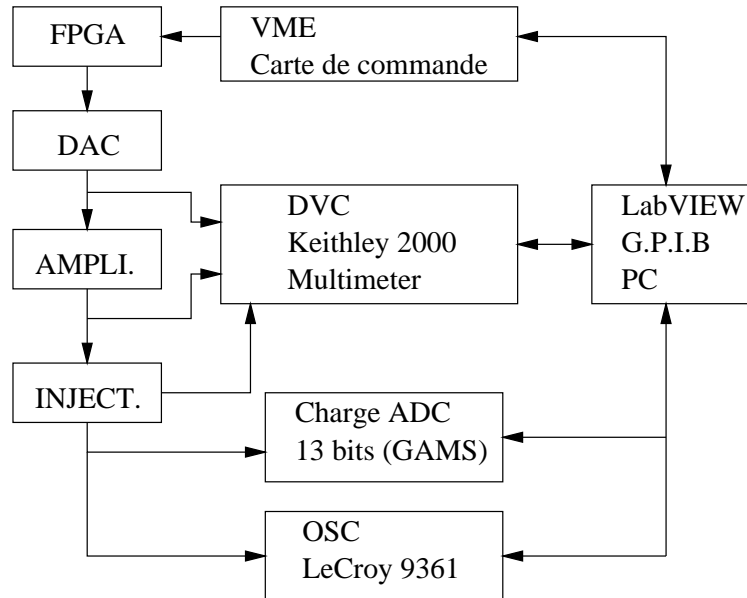 FPGA
VME
Carte de commande
DAC
DVC
Keithley 2000
Multimeter
LabVIEW
G.P.I.B
PC
AMPLI.
INJECT.
Charge ADC
13 bits (GAMS)
OSC
LeCroy 9361